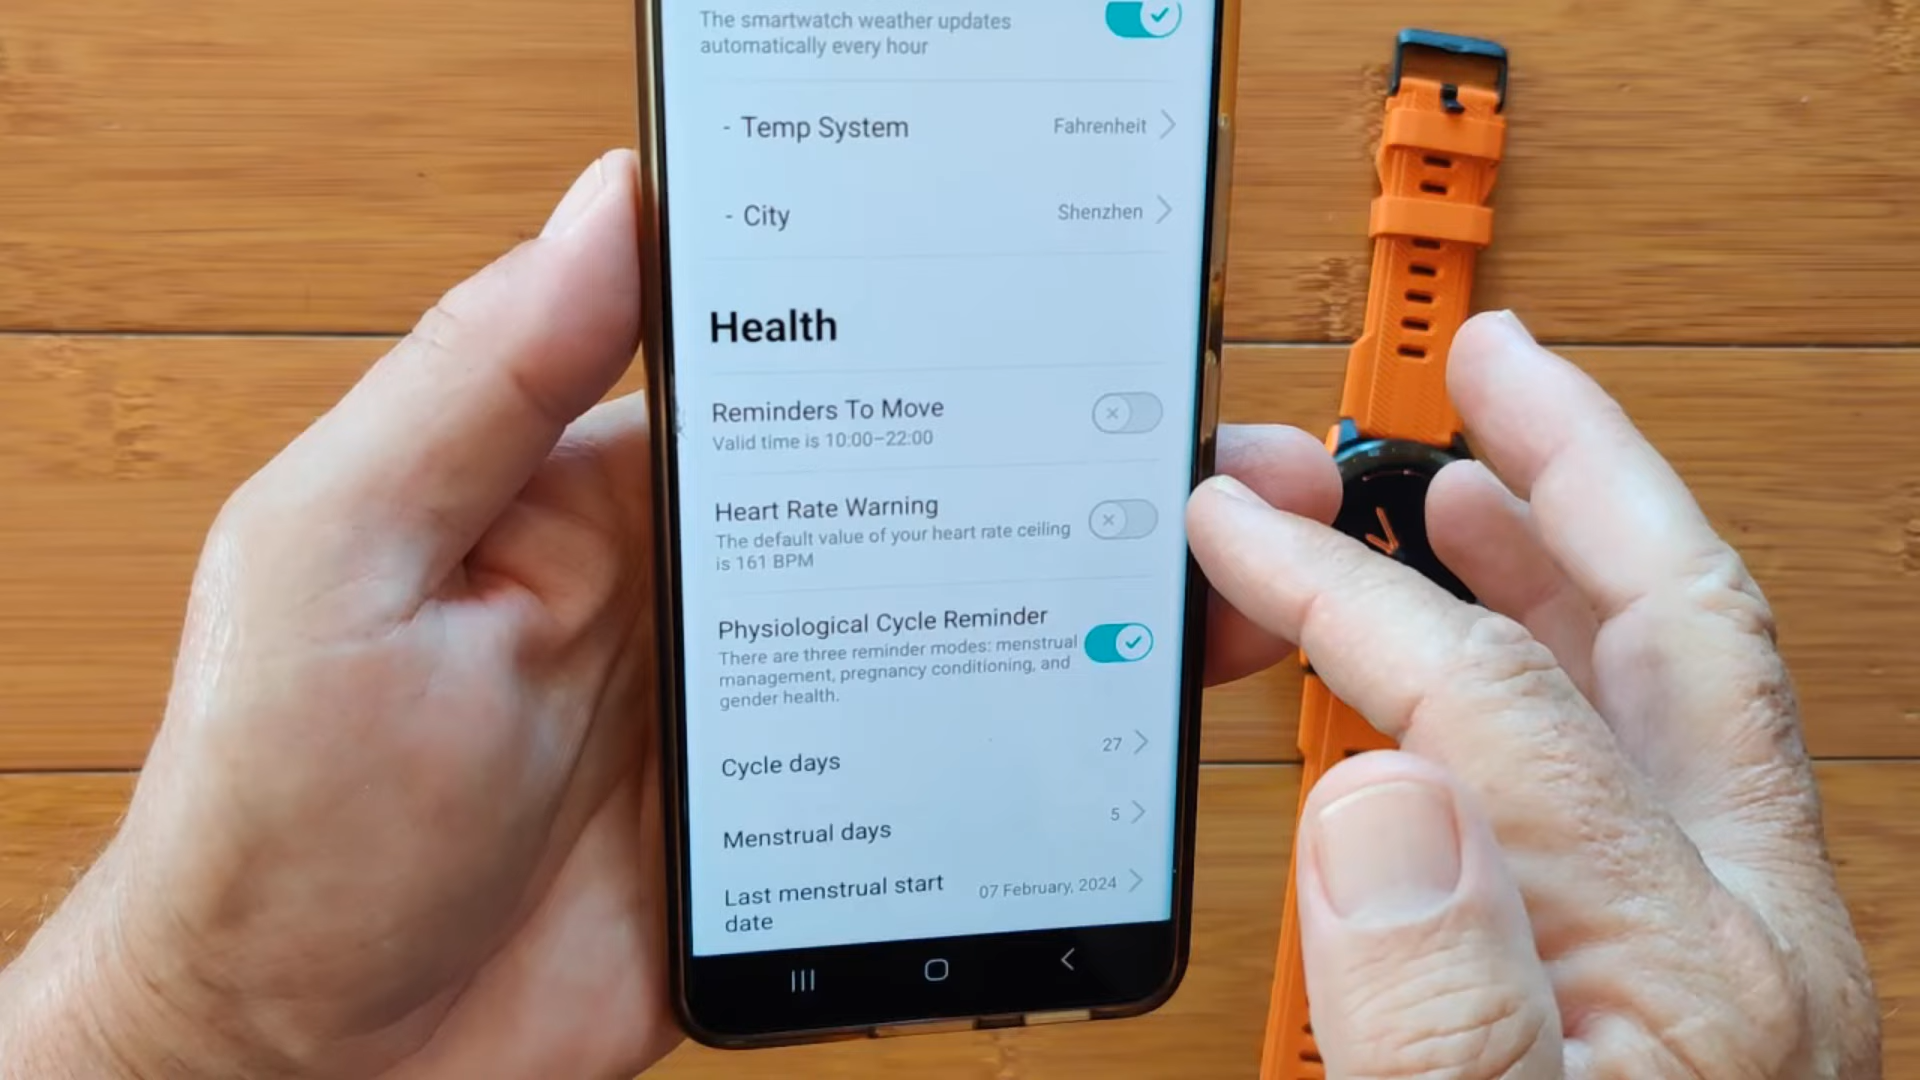 The smartwatch weather updates
automatically every hour
- Temp System
Fahrenheit
- City
Shenzhen
Health
Reminders To Move
Valid time is 10:00–22:00
Heart Rate Warning
The default value of your heart rate ceiling
is 161 BPM
Physiological Cycle Reminder
There are three reminder modes: menstrual
management, pregnancy conditioning, and
gender health.
Cycle days
27
Menstrual days
5
Last menstrual start
date
07 February, 2024